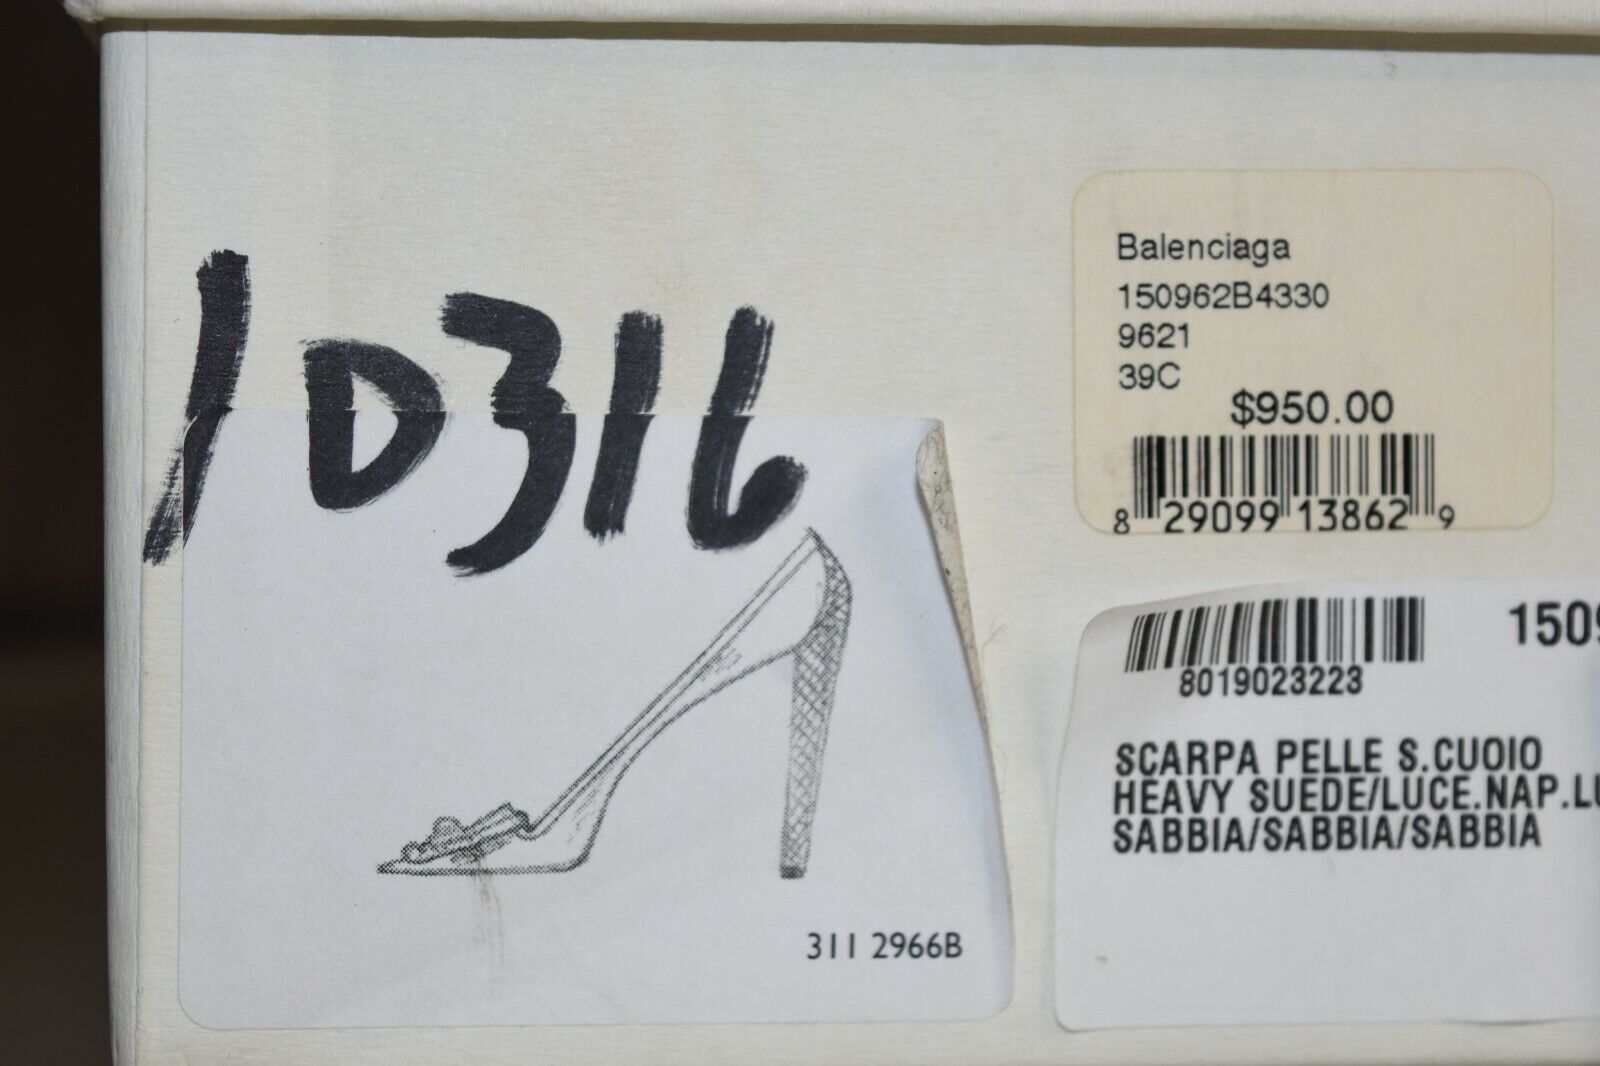 1D316
Balenciaga
150962B4330
9621
39C
$950.00
8 29099 13862 9
8019023223
SCARPA PELLE S.CUOIO
HEAVY SUEDE/LUCE.NAP.LU
SABBIA/SABBIA/SABBIA
311 2966B